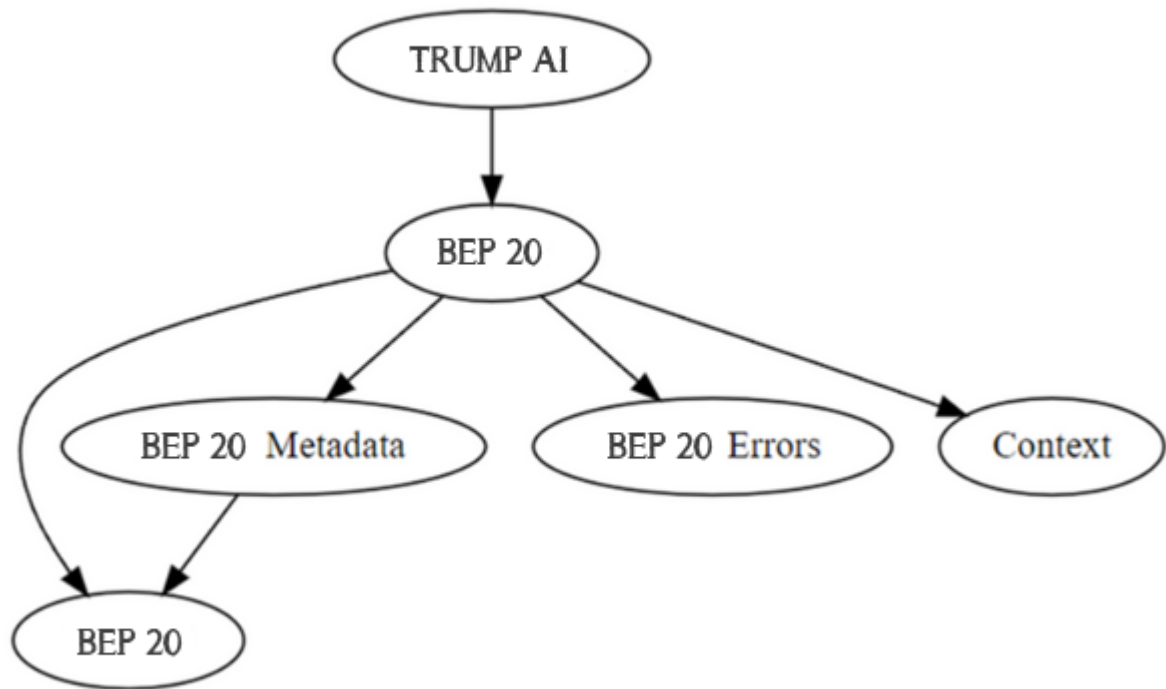 TRUMP AI
BEP 20
BEP 20 Metadata
BEP 20 Errors
Context
BEP 20